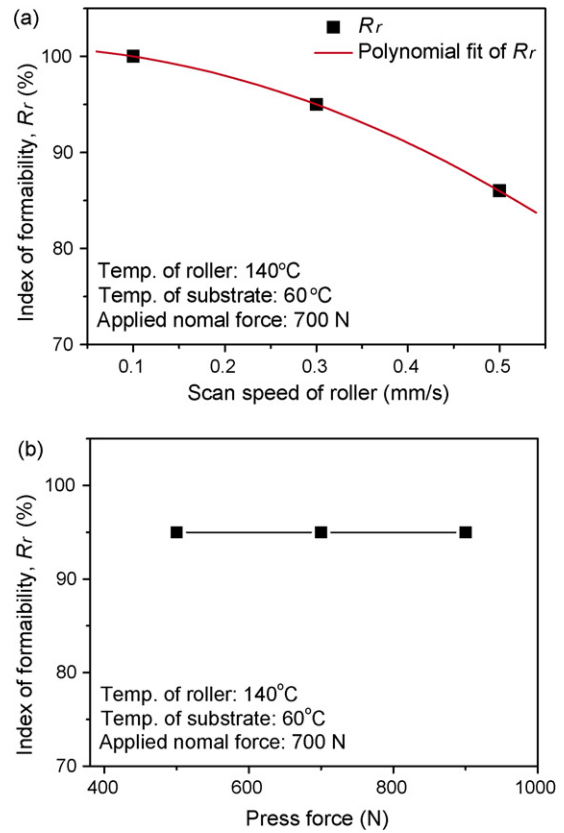 (a)
Rr
Polynomial fit of Rr
Index of formaibility, Rr (%)
100
90
80
70
Temp. of roller: 140°C
Temp. of substrate: 60°C
Applied nomal force: 700 N
0.1 0.2 0.3 0.4 0.5
Scan speed of roller (mm/s)
(b)
Index of formaibility, Rr (%)
100
90
80
70
Temp. of roller: 140°C
Temp. of substrate: 60°C
Applied nomal force: 700 N
400 600 800 1000
Press force (N)